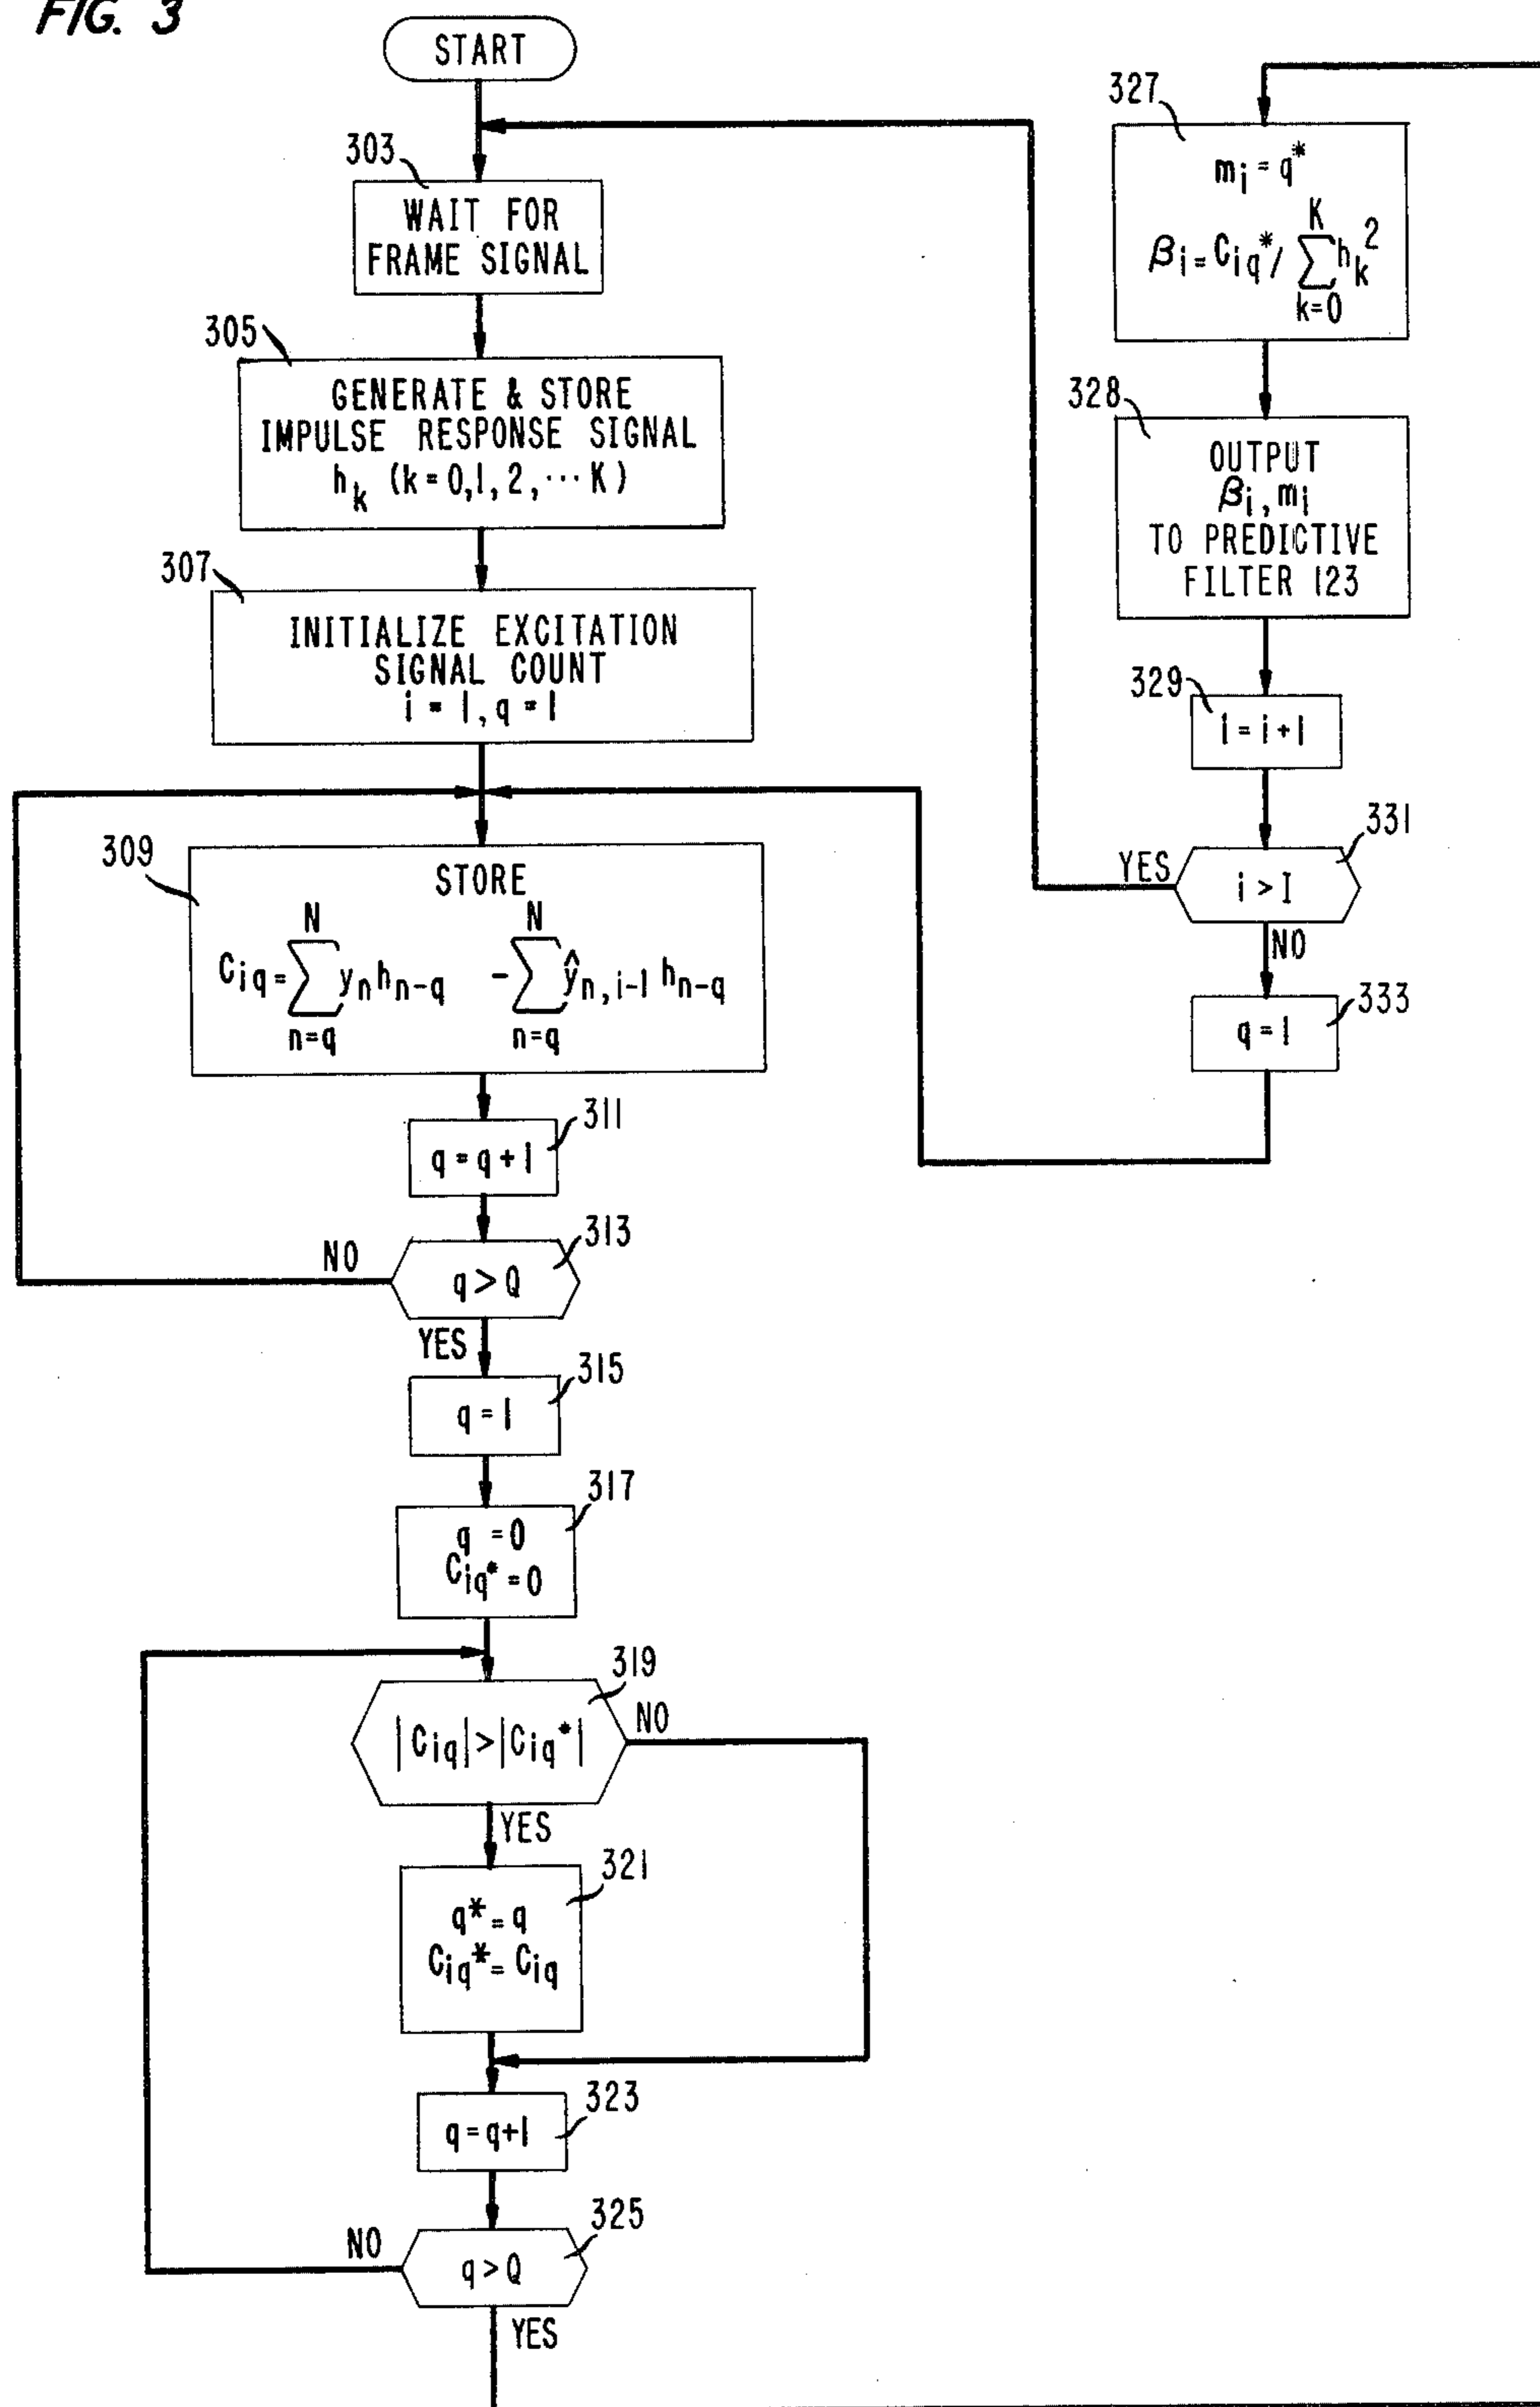 FIG. 3
START
303
WAIT FOR
FRAME SIGNAL
305
GENERATE & STORE
IMPULSE RESPONSE SIGNAL
h_k (k=0,1,2,···K)
307
INITIALIZE EXCITATION
SIGNAL COUNT
i = 1, q = 1
309
STORE
C_iq = ∑_{n=q}^{N} y_n h_{n-q} - ∑_{n=q}^{N} ŷ_{n,i-1} h_{n-q}
311
q = q + 1
313
q > Q
NO
YES
315
q = 1
317
q = 0
C_iq* = 0
319
|C_iq| > |C_iq*|
NO
YES
321
q* = q
C_iq* = C_iq
323
q = q+1
325
q > Q
NO
YES
327
m_i = q*
β_i = C_iq* / ∑_{k=0}^{K} h_k^2
328
OUTPUT
β_i, m_i
TO PREDICTIVE
FILTER 123
329
i = i + 1
331
i > I
YES
NO
333
q = 1